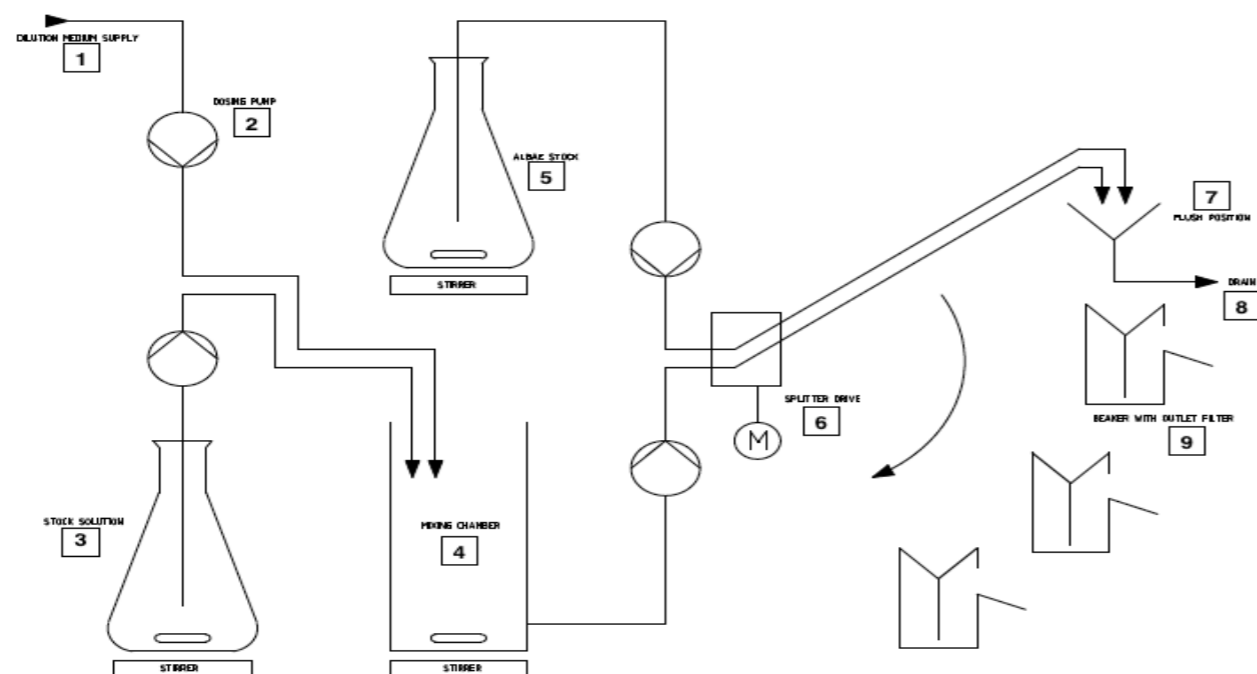 DILUTION MEDIUM SUPPLY
1
DOSING PUMP
2
ALGAE STOCK
5
STIRRER
7
FLUSH POSITION
DRAIN
8
SPLITTER DRIVE
6
M
BEAKER WITH OUTLET FILTER
9
STOCK SOLUTION
3
MIXING CHAMBER
4
STIRRER
STIRRER